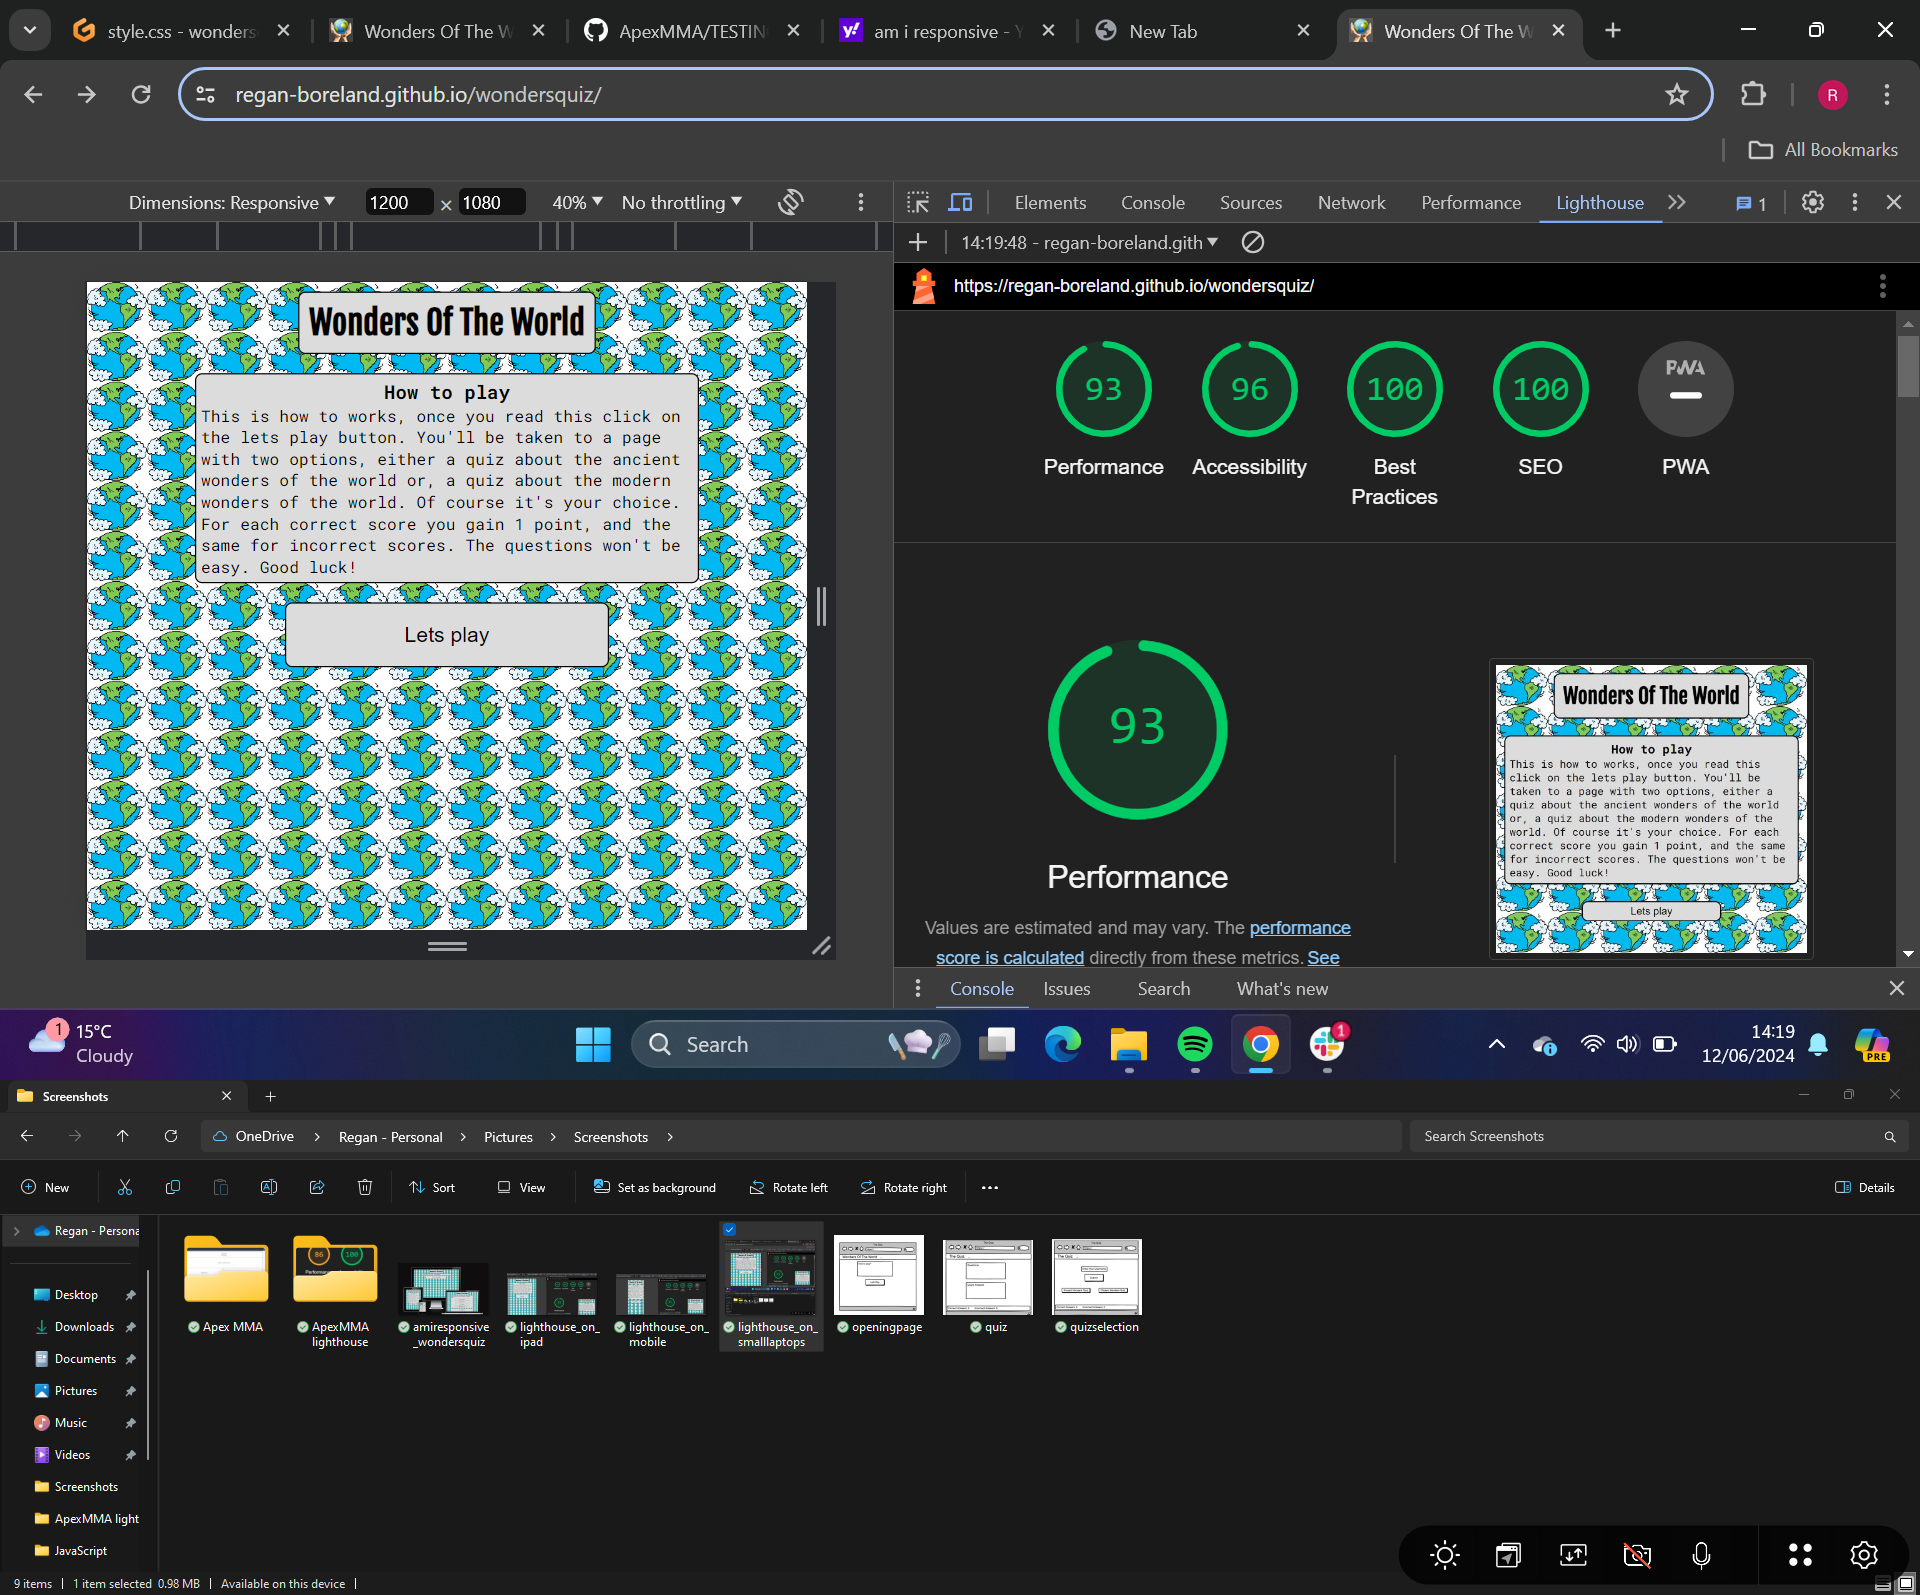 style.css - wonders
Wonders Of The W
ApexMMA/TESTIN
am i responsive - Y
New Tab
Wonders Of The W
regan-boreland.github.io/wondersquiz/
R
All Bookmarks
Dimensions: Responsive
1200 × 1080
40%
No throttling
Elements
Console
Sources
Network
Performance
Lighthouse
1
14:19:48 - regan-boreland.gith
https://regan-boreland.github.io/wondersquiz/
Wonders Of The World
How to play
This is how to works, once you read this click on
the lets play button. You'll be taken to a page
with two options, either a quiz about the ancient
wonders of the world or, a quiz about the modern
wonders of the world. Of course it's your choice.
For each correct score you gain 1 point, and the
same for incorrect scores. The questions won't be
easy. Good luck!
Lets play
93
96
100
100
PWA
Performance
Accessibility
Best
Practices
SEO
PWA
93
Performance
Values are estimated and may vary. The performance
score is calculated directly from these metrics. See
Wonders Of The World
How to play
This is how to works, once you read this
click on the lets play button. You'll be
taken to a page with two options, either a
quiz about the ancient wonders of the world
or, a quiz about the modern wonders of the
world. Of course it's your choice. For each
correct score you gain 1 point, and the same
for incorrect scores. The questions won't be
easy. Good luck!
Lets play
Console
Issues
Search
What's new
1
15°C
Cloudy
Search
1
14:19
12/06/2024
PRE
Screenshots
OneDrive
Regan - Personal
Pictures
Screenshots
Search Screenshots
New
Sort
View
Set as background
Rotate left
Rotate right
Details
Regan - Persona
Desktop
Downloads
Documents
Pictures
Music
Videos
Screenshots
ApexMMA light
JavaScript
86
100
Apex MMA
ApexMMA
lighthouse
amiresponsive
_wondersquiz
lighthouse_on_
ipad
lighthouse_on_
mobile
lighthouse_on_
smalllaptops
openingpage
quiz
quizselection
9 items
1 item selected 0.98 MB
Available on this device